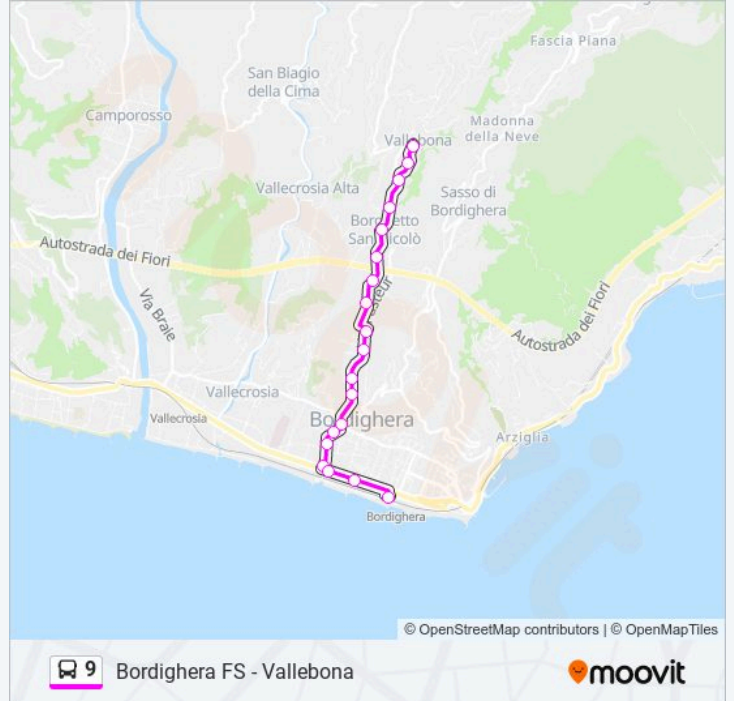 Fascia Piana
San Biagio
della Cima
Camporosso
Madonna
della Neve
Vallebona
Vallecrosia Alta
Sasso di
Bordighera
Borghetto
San Nicolò
Autostrada dei Fiori
Via Braie
Autostrada dei Fiori
Vallecrosia
Vallecrosia
Bordighera
Arziglia
Bordighera
© OpenStreetMap contributors | © OpenMapTiles
9 Bordighera FS - Vallebona
moovit